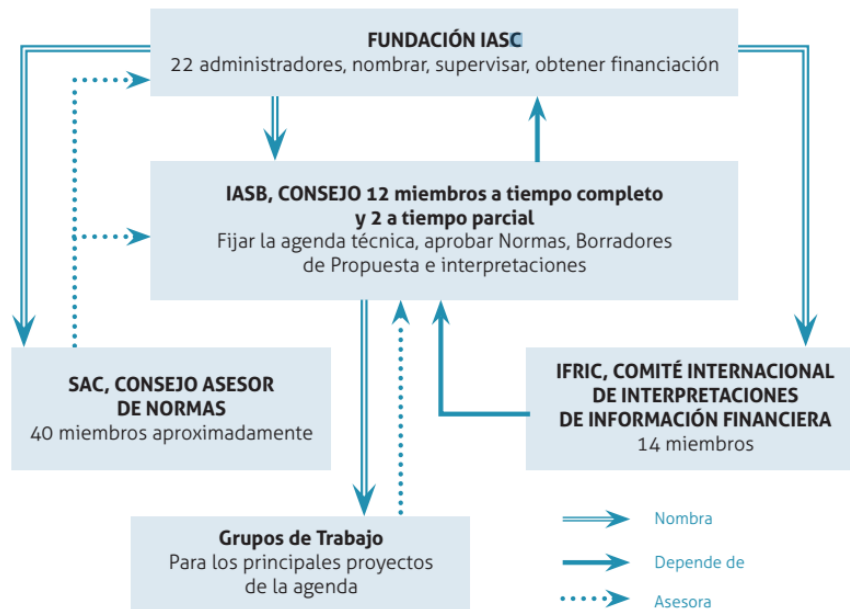 FUNDACIÓN IASC
22 administradores, nombrar, supervisar, obtener financiación
IASB, CONSEJO 12 miembros a tiempo completo
y 2 a tiempo parcial
Fijar la agenda técnica, aprobar Normas, Borradores
de Propuesta e interpretaciones
SAC, CONSEJO ASESOR
DE NORMAS
40 miembros aproximadamente
IFRIC, COMITÉ INTERNACIONAL
DE INTERPRETACIONES
DE INFORMACIÓN FINANCIERA
14 miembros
Grupos de Trabajo
Para los principales proyectos
de la agenda
Nombra
Depende de
Asesora